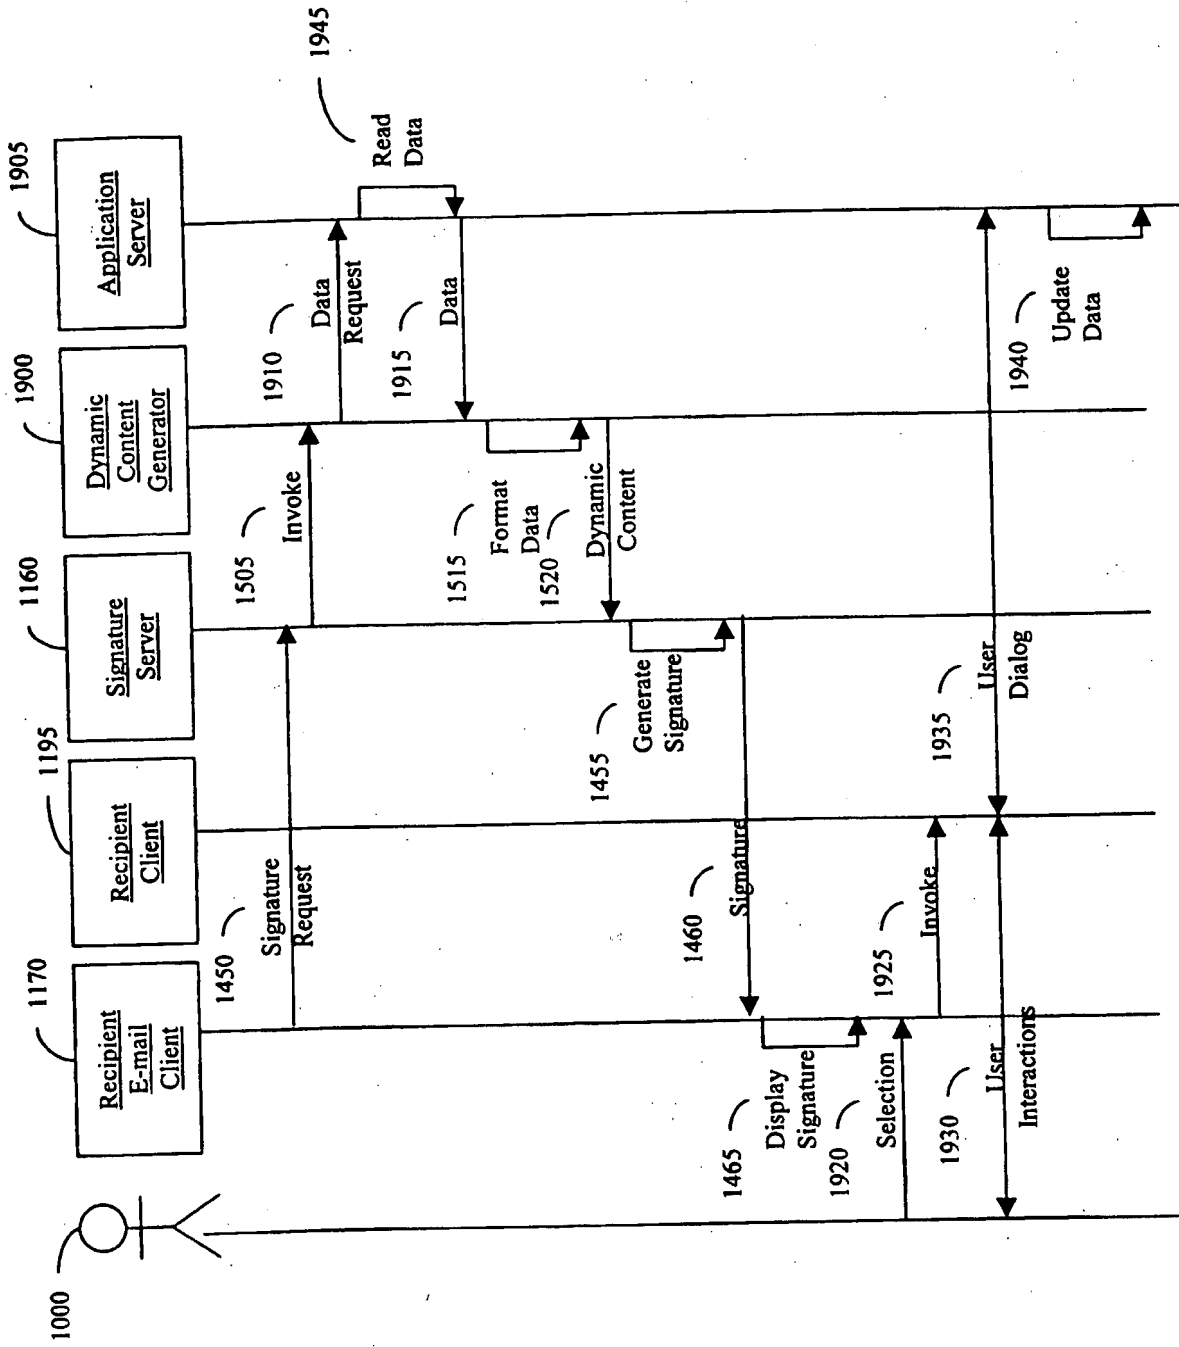 1000
1170
Recipient
E-mail
Client
1195
Recipient
Client
1160
Signature
Server
1900
Dynamic
Content
Generator
1905
Application
Server
1450
Signature
Request
1505
Invoke
1910
Data
Request
1945
Read
Data
1915
Data
1515
Format
Data
1520
Dynamic
Content
1455
Generate
Signature
1460
Signature
1465
Display
Signature
1920
Selection
1925
Invoke
1930
User
Interactions
1935
User
Dialog
1940
Update
Data